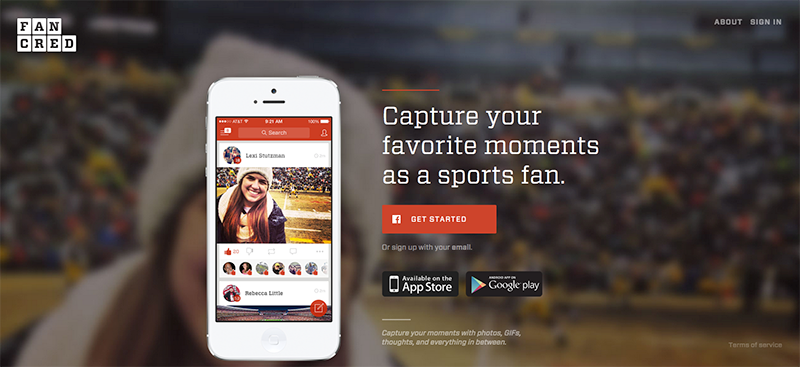 FAN
CRED
ABOUT SIGN IN
AT&T 9:21 AM 100%
Search
Lexi Stutzman
20
Rebecca Little
Capture your
favorite moments
as a sports fan.
GET STARTED
Or sign up with your email.
Available on the
App Store
ANDROID APP ON
Google play
Capture your moments with photos, GIFs,
thoughts, and everything in between.
Terms of service